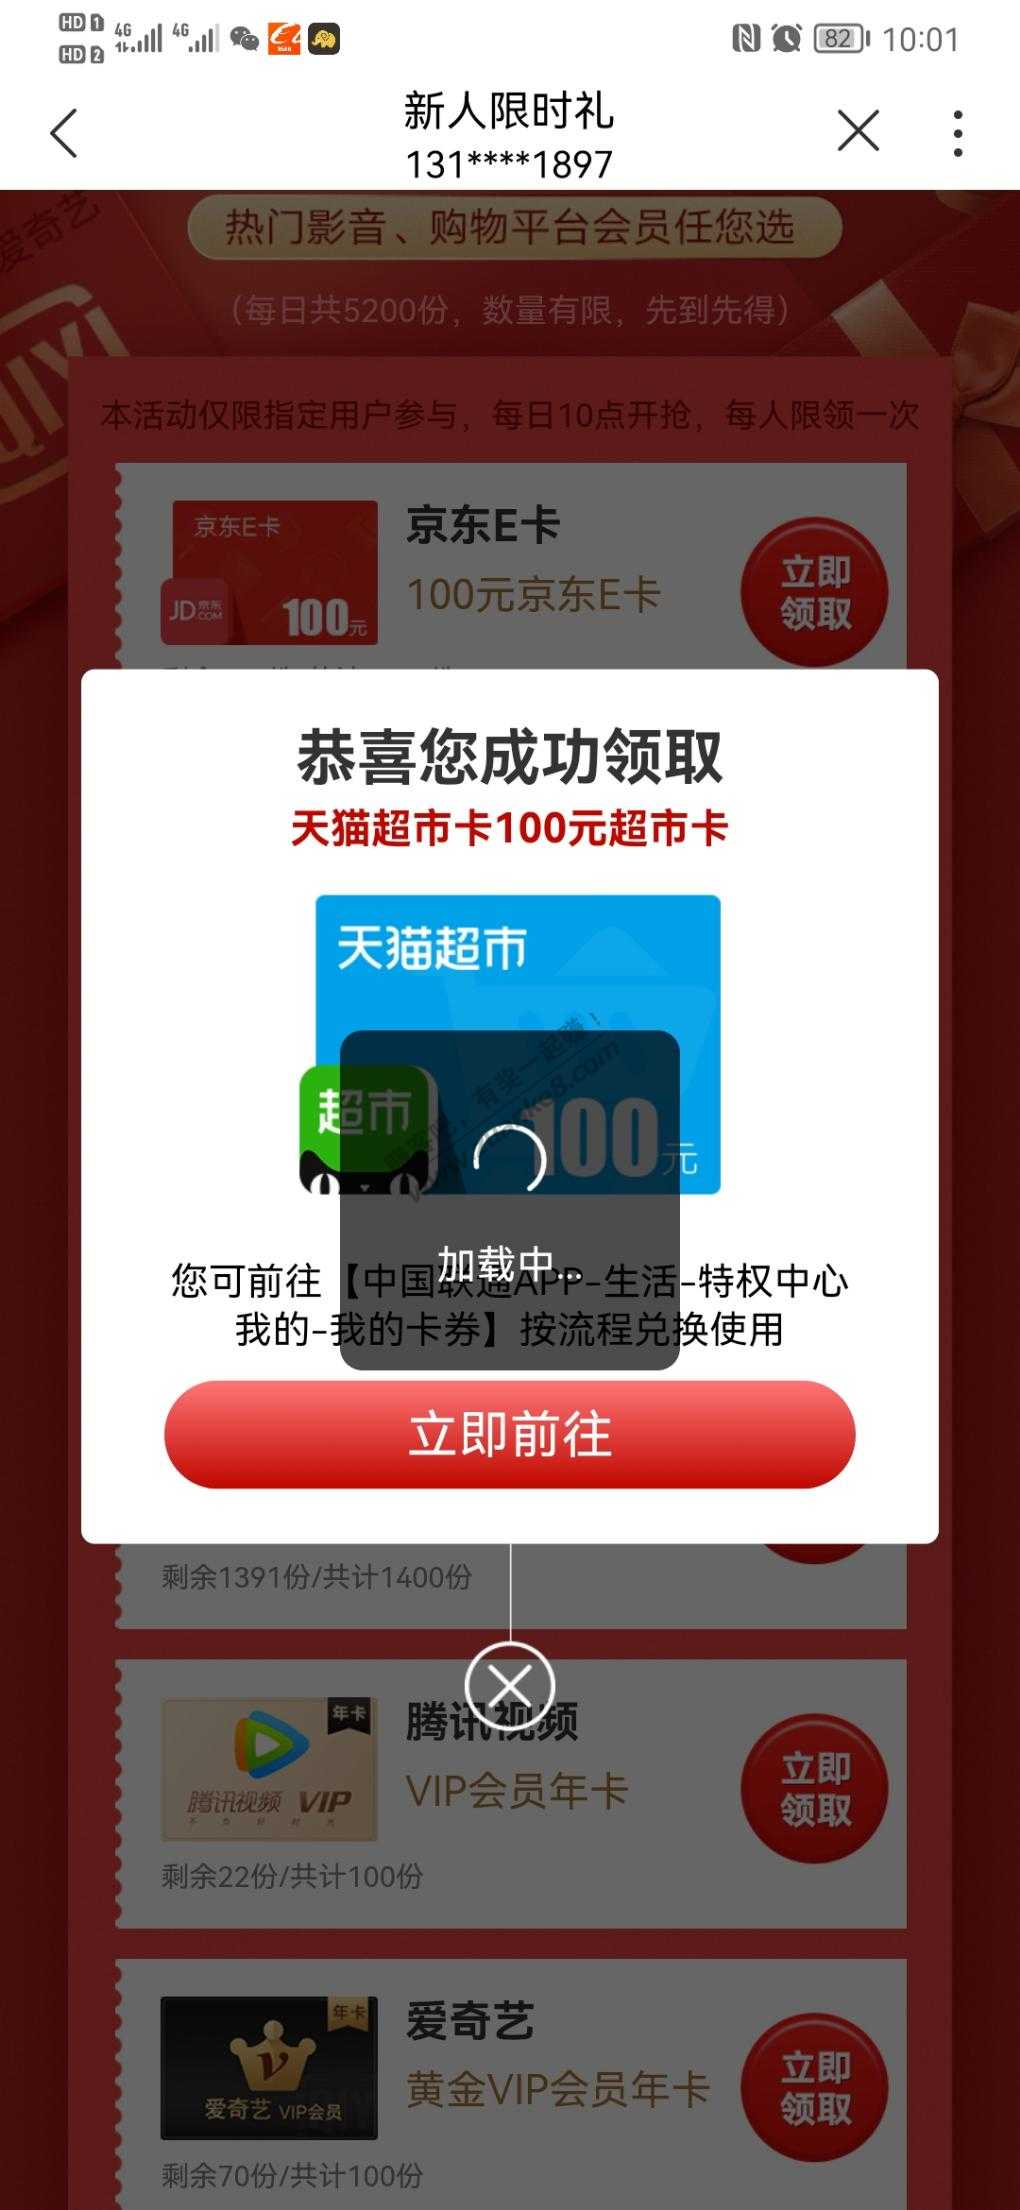 HD 1 4G 4G 82 10:01
HD 2
新人限时礼
131****1897
爱奇艺
热门影音、购物平台会员任您选
（每日共5200份，数量有限，先到先得）
本活动仅限指定用户参与，每日10点开抢，每人限领一次
京东E卡
JD京东.COM
100元
京东E卡
100元京东E卡
立即
领取
恭喜您成功领取
天猫超市卡100元超市卡
天猫超市
超市
100元
加载中...
您可前往【中国联通APP-生活-特权中心
我的-我的卡券】按流程兑换使用
立即前往
剩余1391份/共计1400份
年卡
腾讯视频 VIP
不负好时光
腾讯视频
VIP会员年卡
立即
领取
剩余22份/共计100份
年卡
爱奇艺 VIP会员
爱奇艺
黄金VIP会员年卡
立即
领取
剩余70份/共计100份